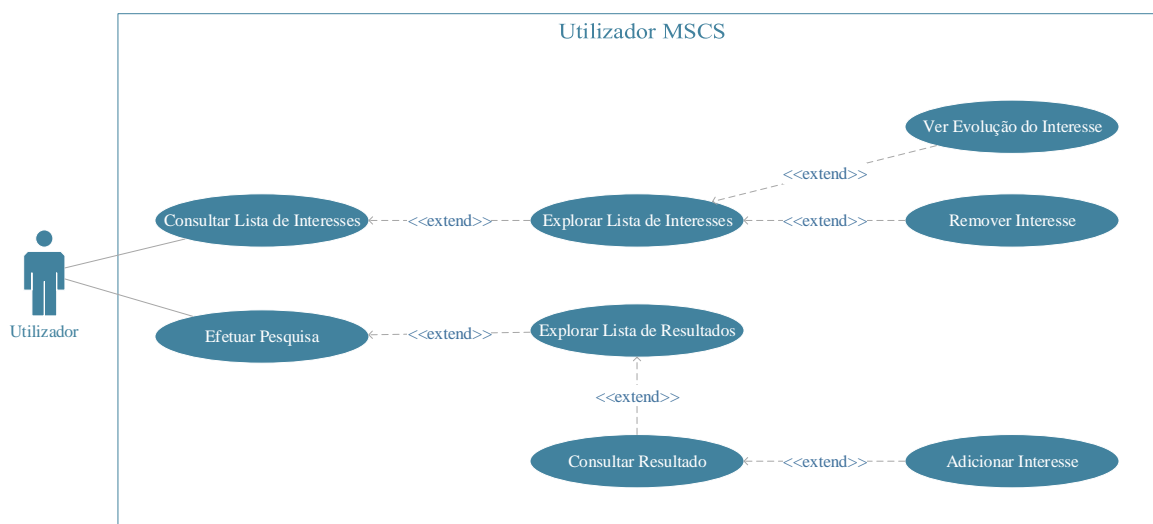 Utilizador MSCS
Ver Evolução do Interesse
<<extend>>
Consultar Lista de Interesses
<<extend>>
Explorar Lista de Interesses
<<extend>>
Remover Interesse
Utilizador
Efetuar Pesquisa
<<extend>>
Explorar Lista de Resultados
<<extend>>
Consultar Resultado
<<extend>>
Adicionar Interesse